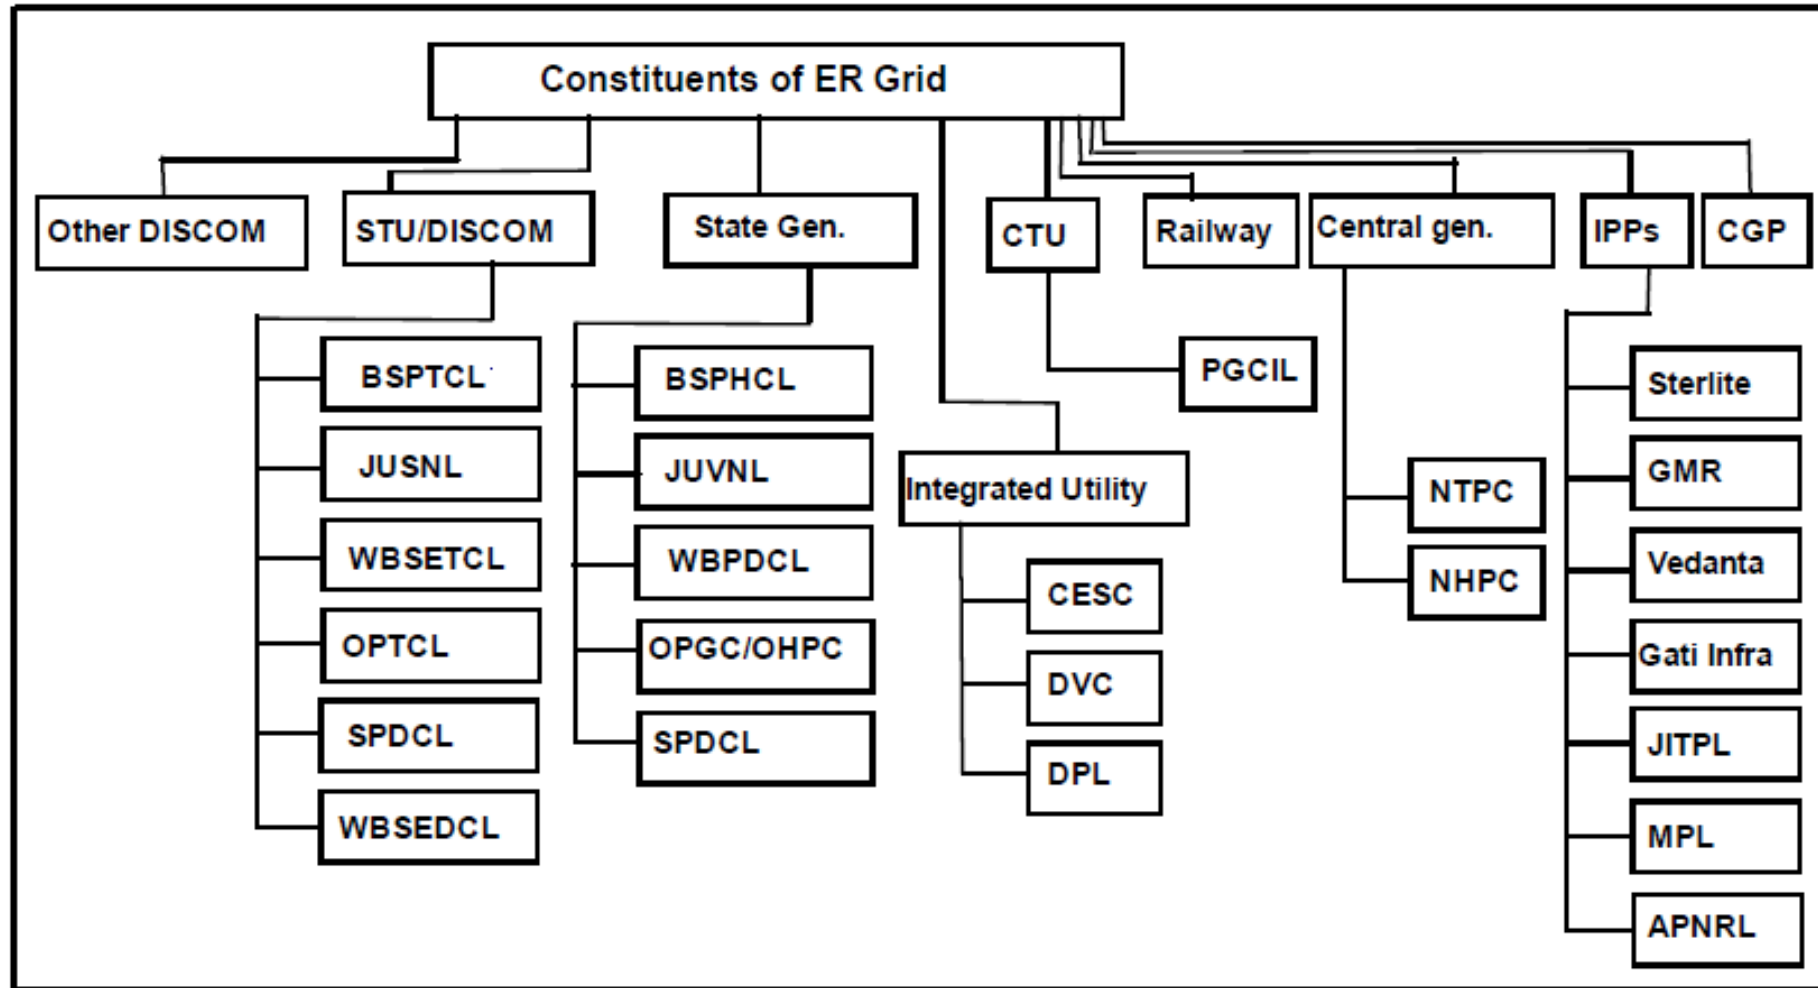 Constituents of ER Grid
Other DISCOM
STU/DISCOM
State Gen.
CTU
Railway
Central gen.
IPPs
CGP
BSPTCL
JUSNL
WBSETCL
OPTCL
SPDCL
WBSEDCL
BSPHCL
JUVNL
WBPDCL
OPGC/OHPC
SPDCL
Integrated Utility
CESC
DVC
DPL
PGCIL
NTPC
NHPC
Sterlite
GMR
Vedanta
Gati Infra
JITPL
MPL
APNRL